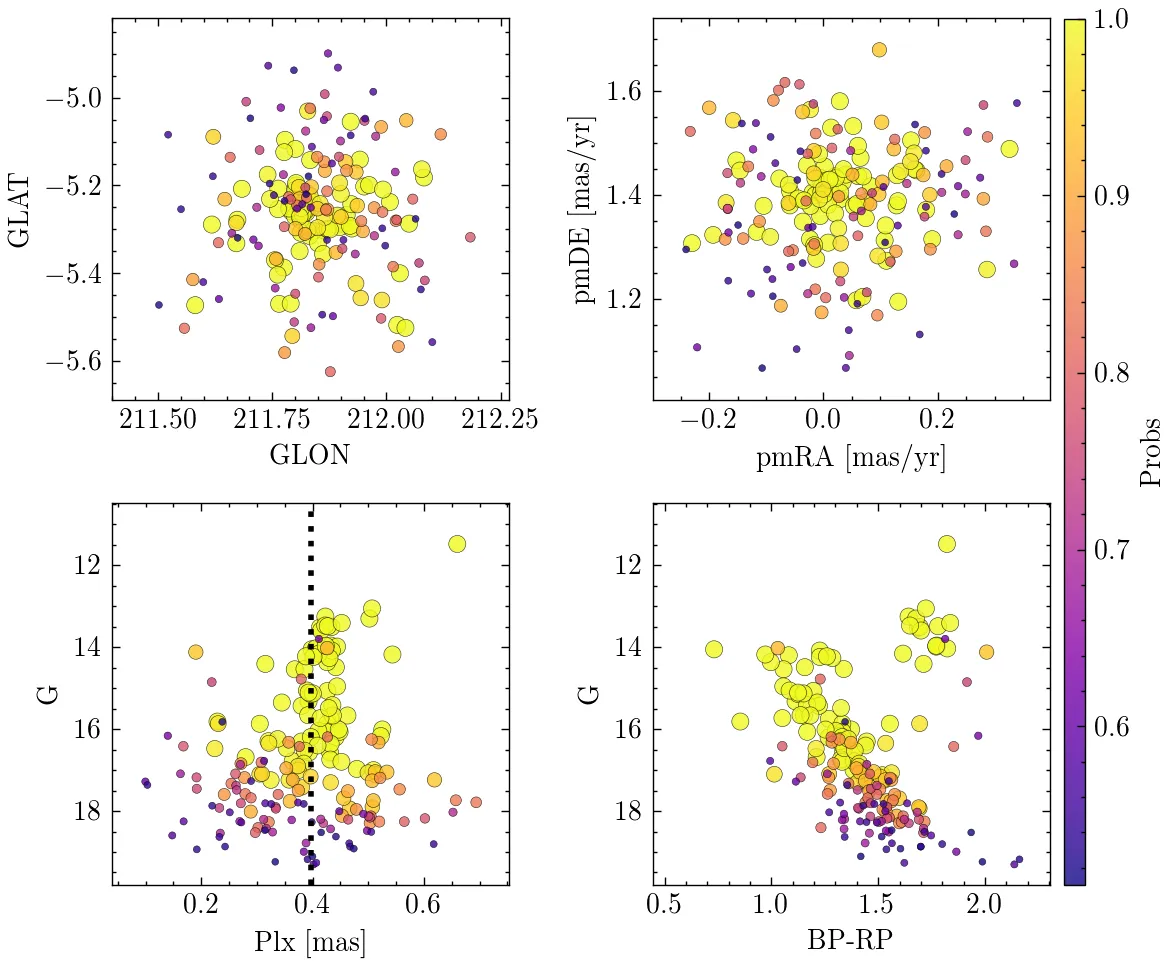 −5.0
−5.2
−5.4
−5.6
GLAT
211.50 211.75 212.00 212.25
GLON
1.6
1.4
1.2
pmDE [mas/yr]
−0.2 0.0 0.2
pmRA [mas/yr]
1.0
0.9
0.8
0.7
0.6
Probs
12
14
16
18
G
0.2 0.4 0.6
Plx [mas]
12
14
16
18
G
0.5 1.0 1.5 2.0
BP-RP